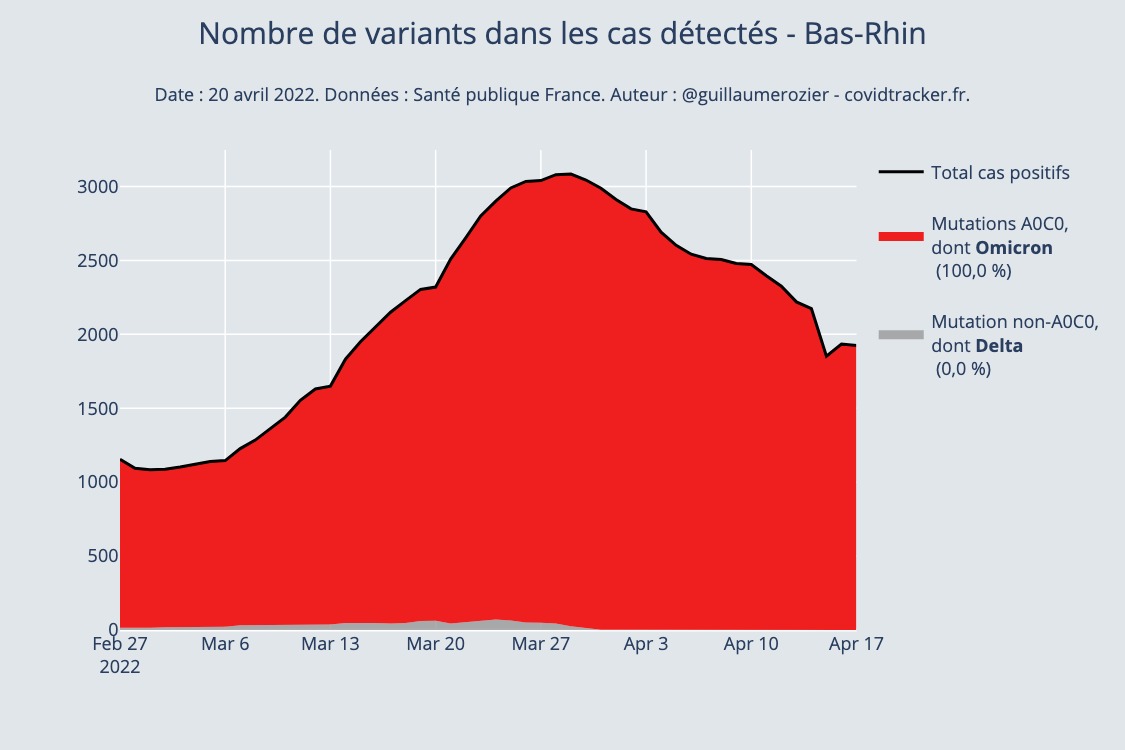 Nombre de variants dans les cas détectés - Bas-Rhin
Date : 20 avril 2022. Données : Santé publique France. Auteur : @guillaumerozier - covidtracker.fr.
3000
2500
2000
1500
1000
500
0
Feb 27
2022
Mar 6
Mar 13
Mar 20
Mar 27
Apr 3
Apr 10
Apr 17
Total cas positifs
Mutations A0C0,
dont Omicron
(100,0 %)
Mutation non-A0C0,
dont Delta
(0,0 %)